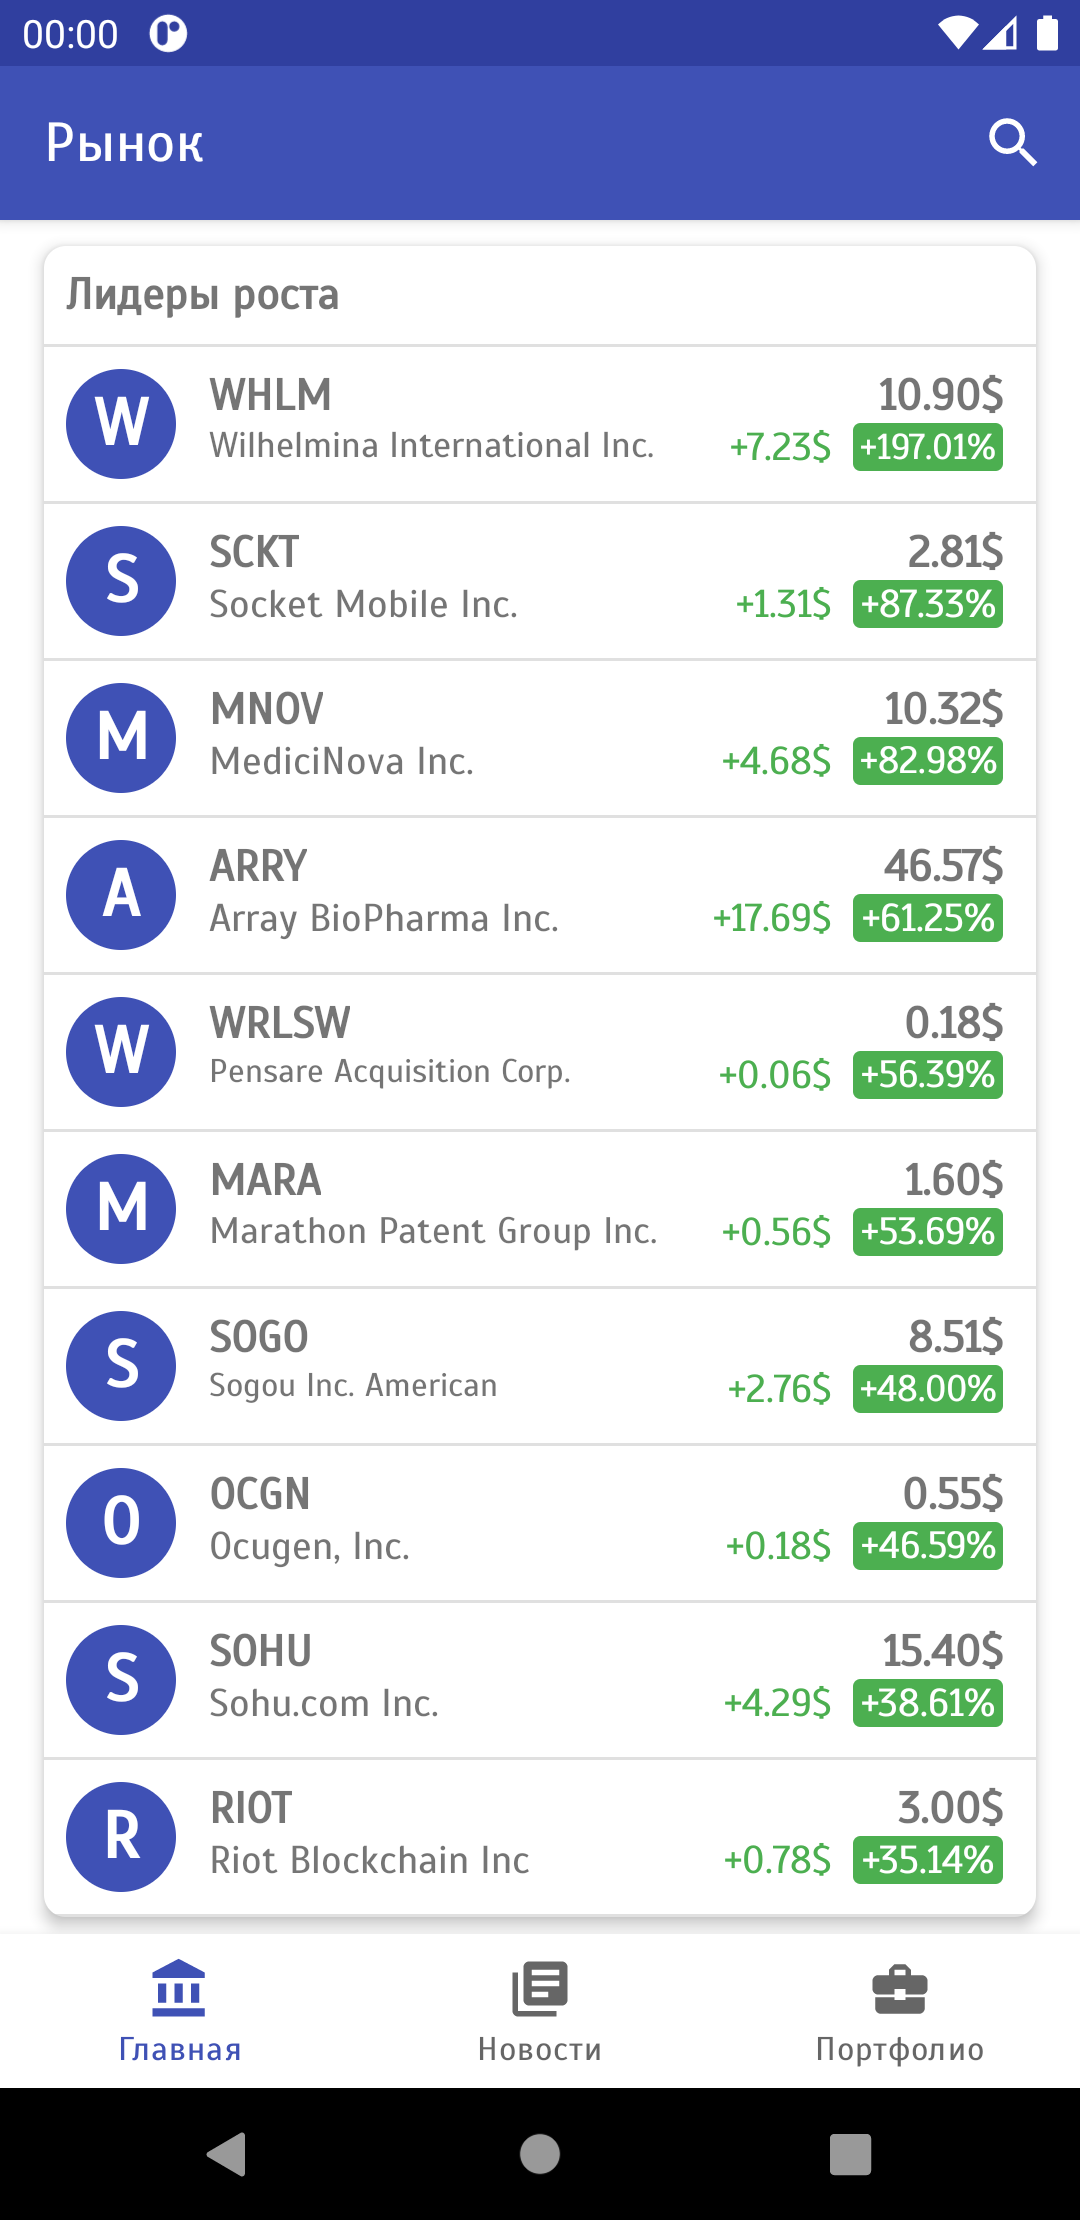 00:00
Рынок
Лидеры роста
W WHLM 10.90$
Wilhelmina International Inc. +7.23$ +197.01%
S SCKT 2.81$
Socket Mobile Inc. +1.31$ +87.33%
M MNOV 10.32$
MediciNova Inc. +4.68$ +82.98%
A ARRY 46.57$
Array BioPharma Inc. +17.69$ +61.25%
W WRLSW 0.18$
Pensare Acquisition Corp. +0.06$ +56.39%
M MARA 1.60$
Marathon Patent Group Inc. +0.56$ +53.69%
S SOGO 8.51$
Sogou Inc. American +2.76$ +48.00%
O OCGN 0.55$
Ocugen, Inc. +0.18$ +46.59%
S SOHU 15.40$
Sohu.com Inc. +4.29$ +38.61%
R RIOT 3.00$
Riot Blockchain Inc +0.78$ +35.14%
Главная Новости Портфолио